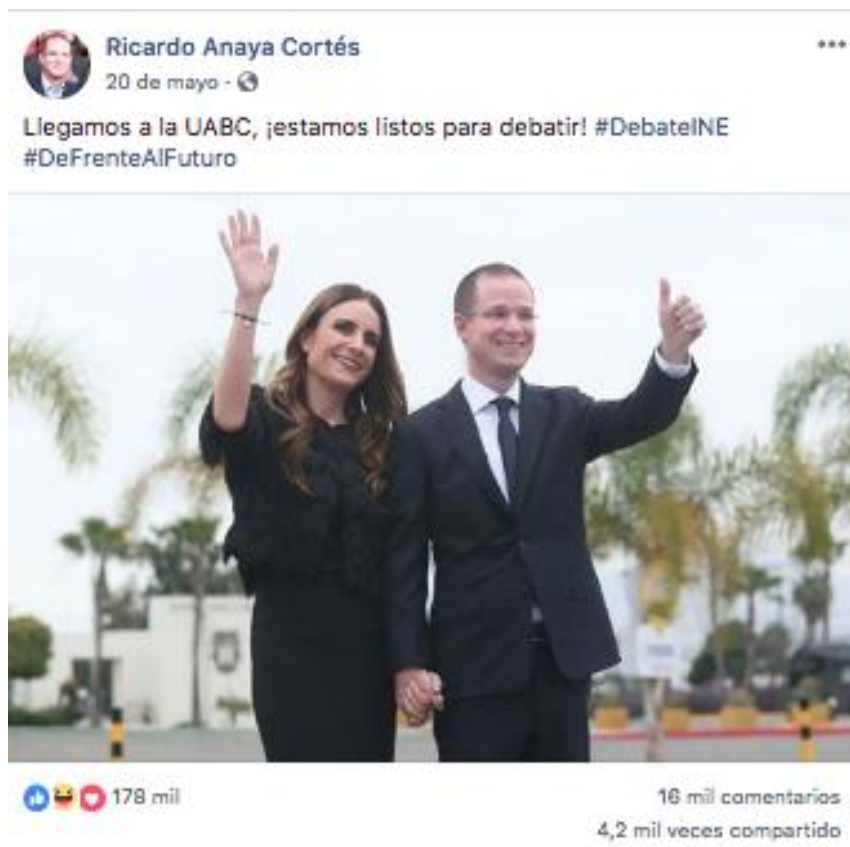 Ricardo Anaya Cortés
20 de mayo ·
Llegamos a la UABC, ¡estamos listos para debatir! #DebateINE
#DeFrenteAlFuturo
178 mil
16 mil comentarios
4,2 mil veces compartido